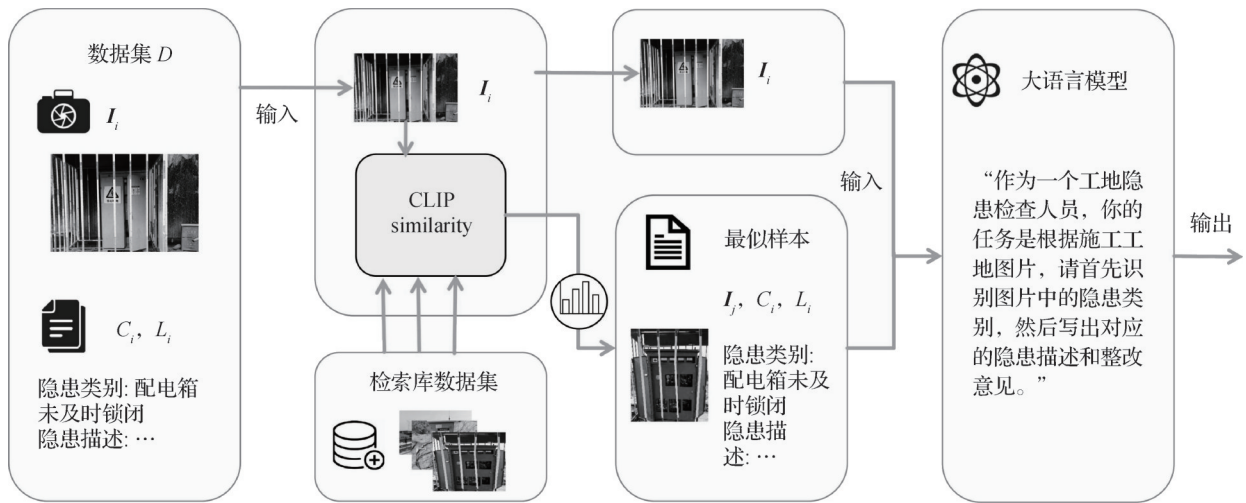 数据集 D
I_i
C_i, L_i
隐患类别: 配电箱
未及时锁闭
隐患描述: …
输入
I_i
CLIP
similarity
检索库数据集
I_i
最似样本
I_j, C_i, L_i
隐患类别:
配电箱未及
时锁闭
隐患描
述: …
输入
大语言模型
“作为一个工地隐
患检查人员，你的
任务是根据施工工
地图片，请首先识
别图片中的隐患类
别，然后写出对应
的隐患描述和整改
意见。”
输出